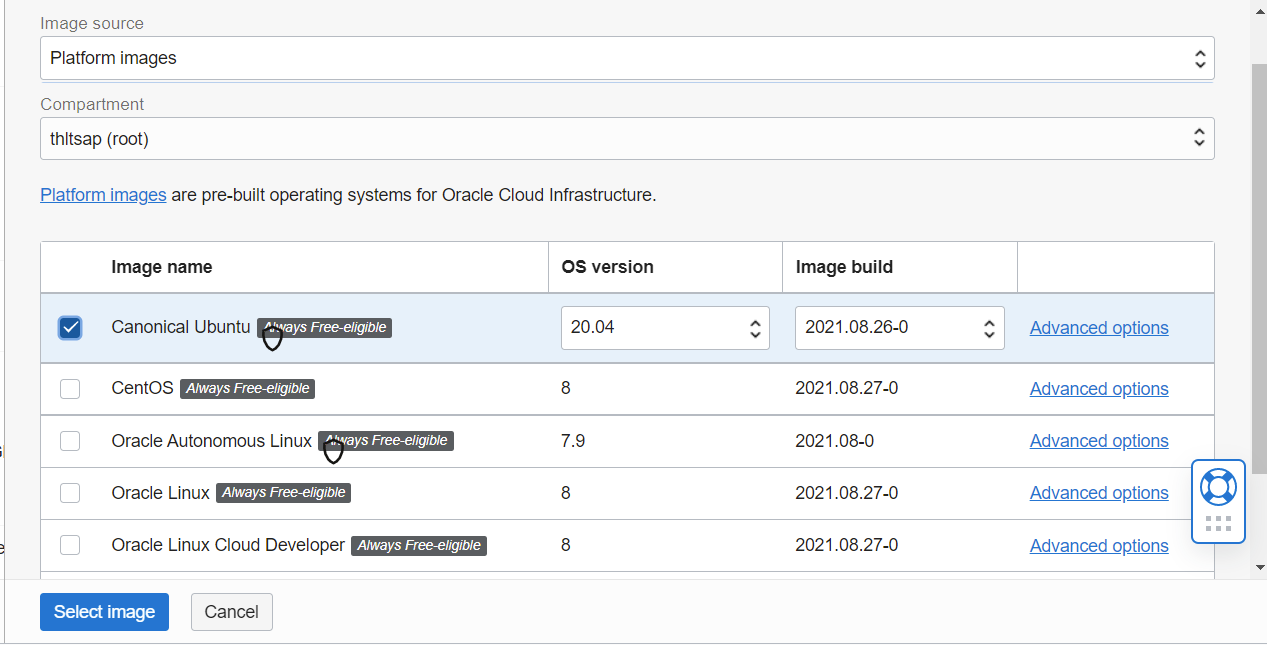 Image source
Platform images
Compartment
thltsap (root)
Platform images are pre-built operating systems for Oracle Cloud Infrastructure.
Image name OS version Image build
Canonical Ubuntu Always Free-eligible 20.04 2021.08.26-0 Advanced options
CentOS Always Free-eligible 8 2021.08.27-0 Advanced options
Oracle Autonomous Linux Always Free-eligible 7.9 2021.08-0 Advanced options
Oracle Linux Always Free-eligible 8 2021.08.27-0 Advanced options
Oracle Linux Cloud Developer Always Free-eligible 8 2021.08.27-0 Advanced options
Select image Cancel